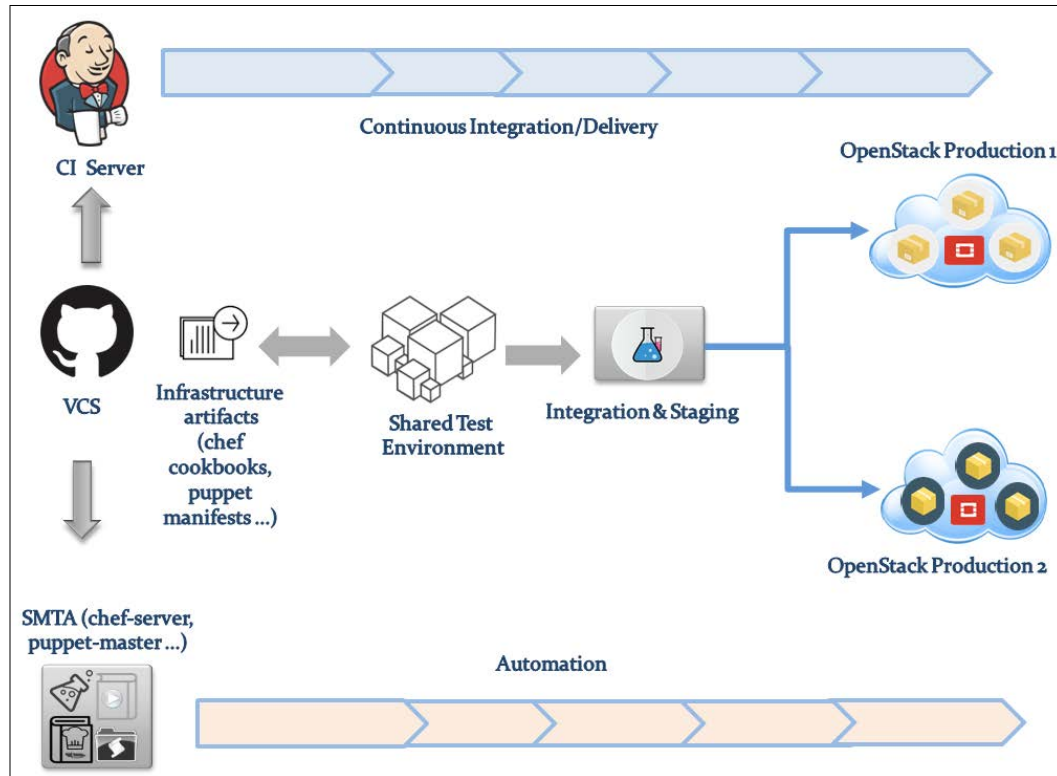 Continuous Integration/Delivery
CI Server
OpenStack Production 1
VCS
Infrastructure
artifacts
(chef
cookbooks,
puppet
manifests ...)
Shared Test
Environment
Integration & Staging
OpenStack Production 2
SMTA (chef-server,
puppet-master ...)
Automation